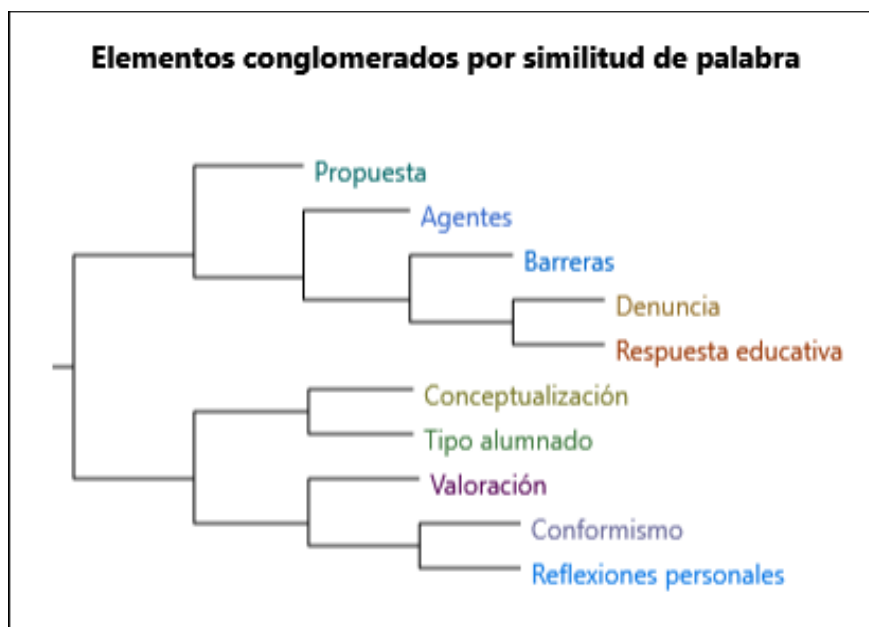 Elementos conglomerados por similitud de palabra
Propuesta
Agentes
Barreras
Denuncia
Respuesta educativa
Conceptualización
Tipo alumnado
Valoración
Conformismo
Reflexiones personales